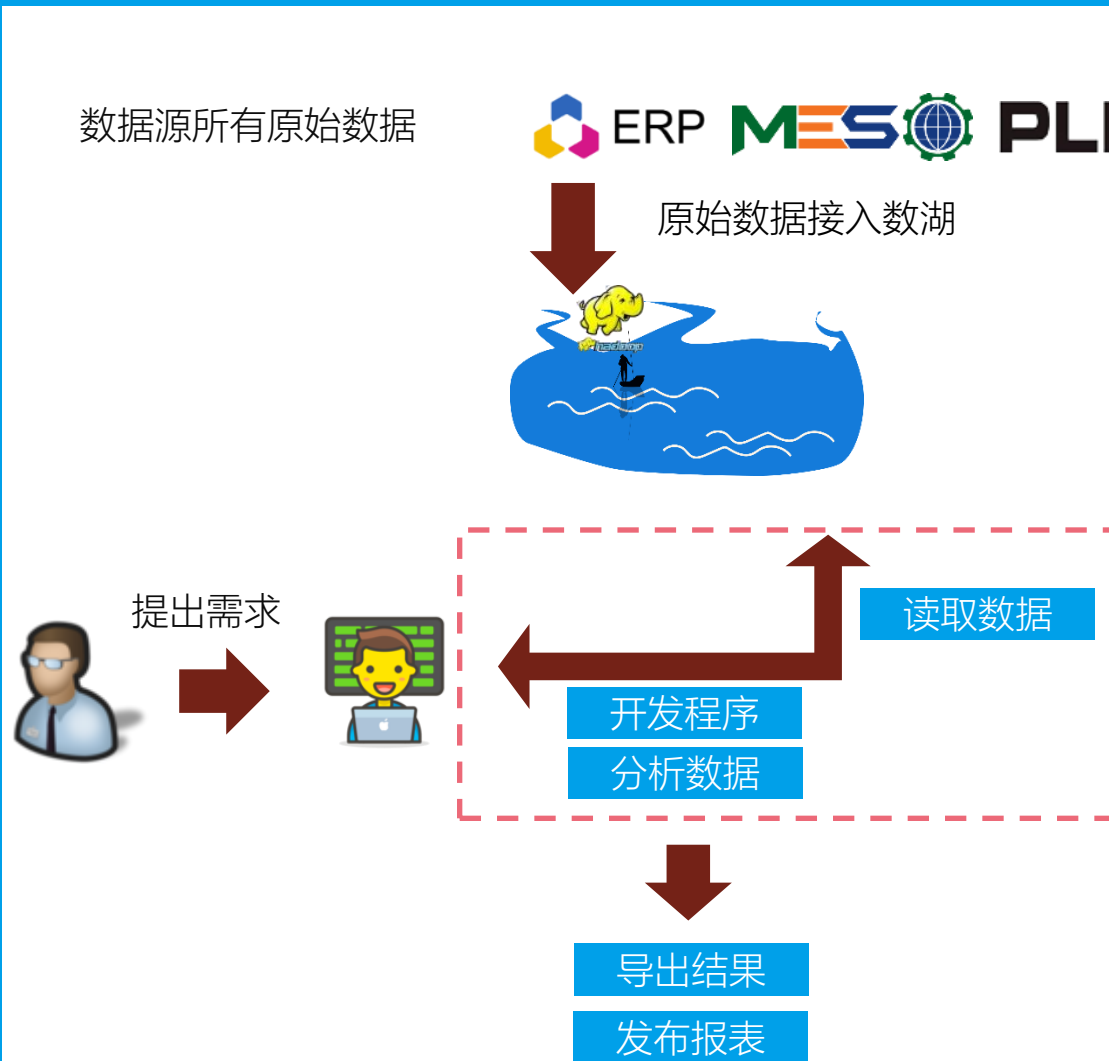 数据源所有原始数据
ERP MES PL
原始数据接入数湖
hadoop
提出需求
读取数据
开发程序
分析数据
导出结果
发布报表